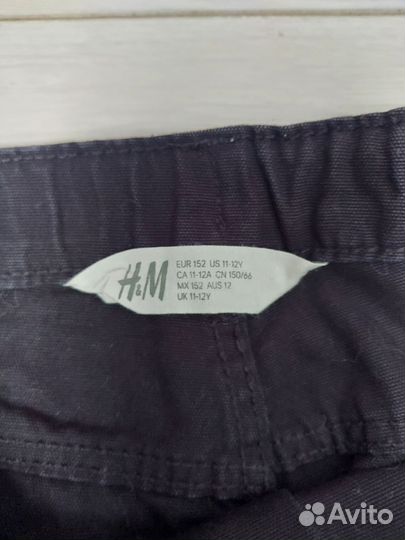 H&M
EUR 152 US 11-12Y
CA 11-12A CN 150/66
MX 152 AUS 12
UK 11-12Y
Avito